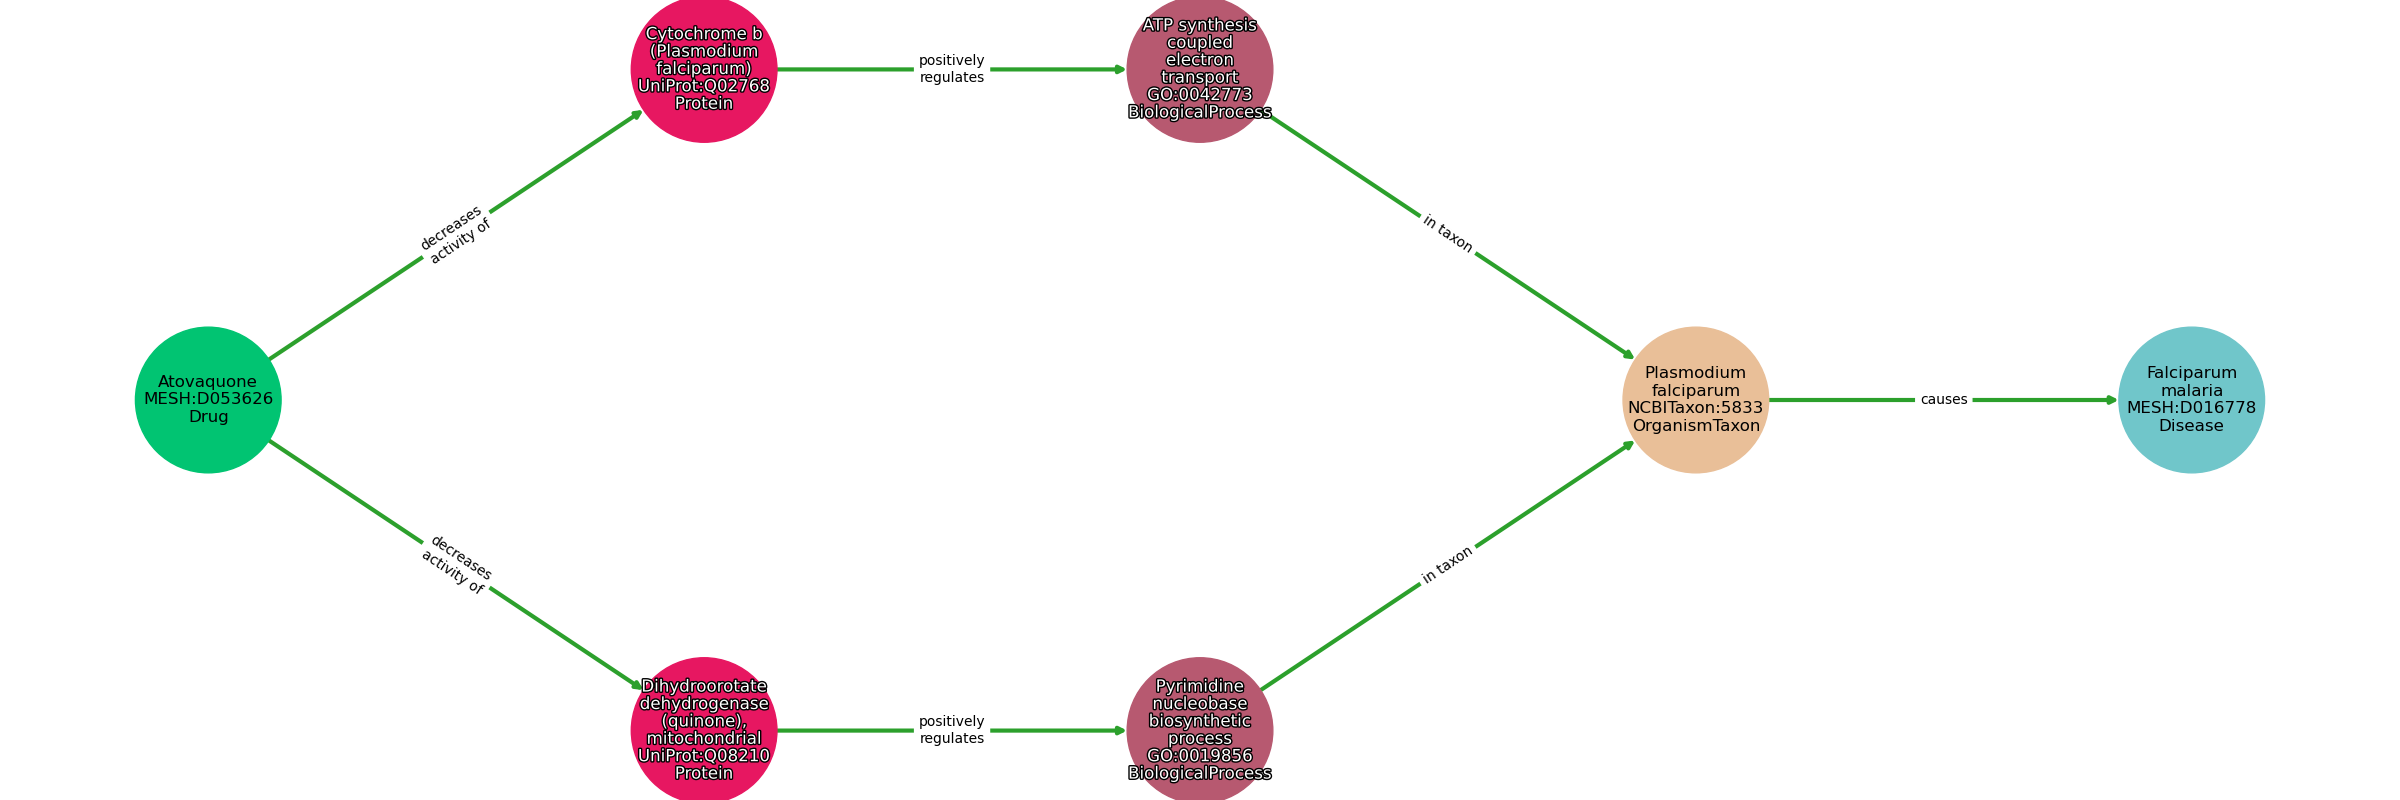 Cytochrome b
(Plasmodium
falciparum)
UniProt:Q02768
Protein
positively
regulates
ATP synthesis
coupled
electron
transport
GO:0042773
BiologicalProcess
decreases
activity of
in taxon
Atovaquone
MESH:D053626
Drug
Plasmodium
falciparum
NCBITaxon:5833
OrganismTaxon
causes
Falciparum
malaria
MESH:D016778
Disease
decreases
activity of
in taxon
Dihydroorotate
dehydrogenase
(quinone),
mitochondrial
UniProt:Q08210
Protein
positively
regulates
Pyrimidine
nucleobase
biosynthetic
process
GO:0019856
BiologicalProcess